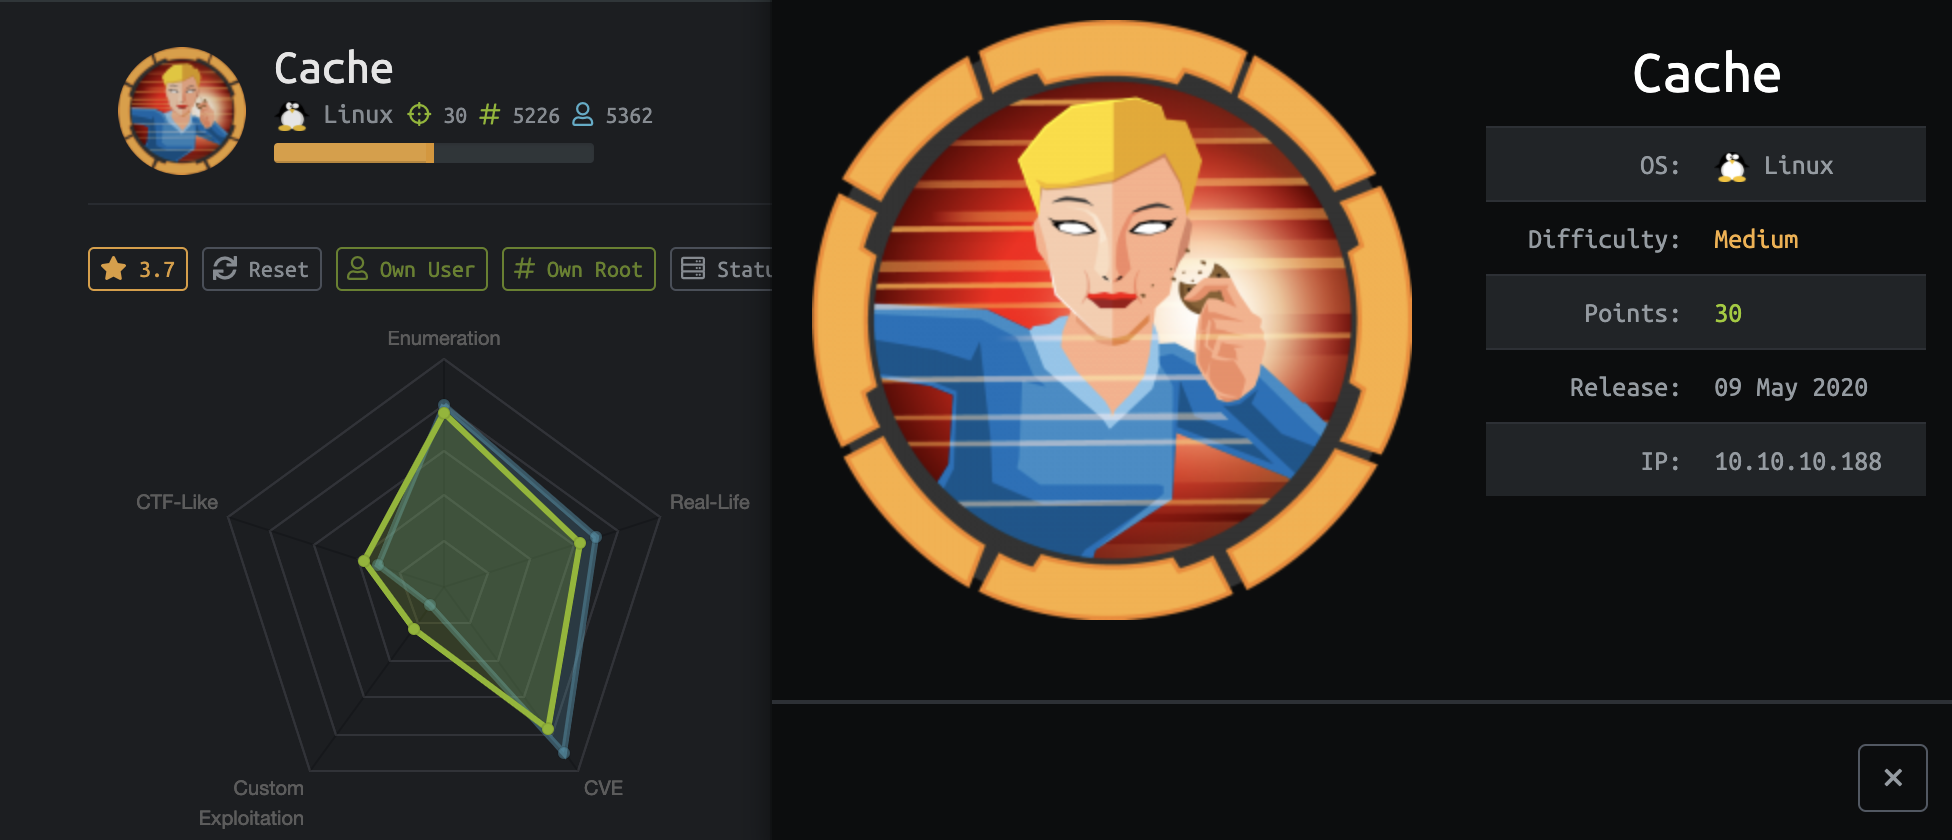 Cache
Linux 30 # 5226 5362
3.7 Reset Own User # Own Root
Enumeration
CTF-Like
Real-Life
Custom
Exploitation
CVE
Cache
OS: Linux
Difficulty: Medium
Points: 30
Release: 09 May 2020
IP: 10.10.10.188